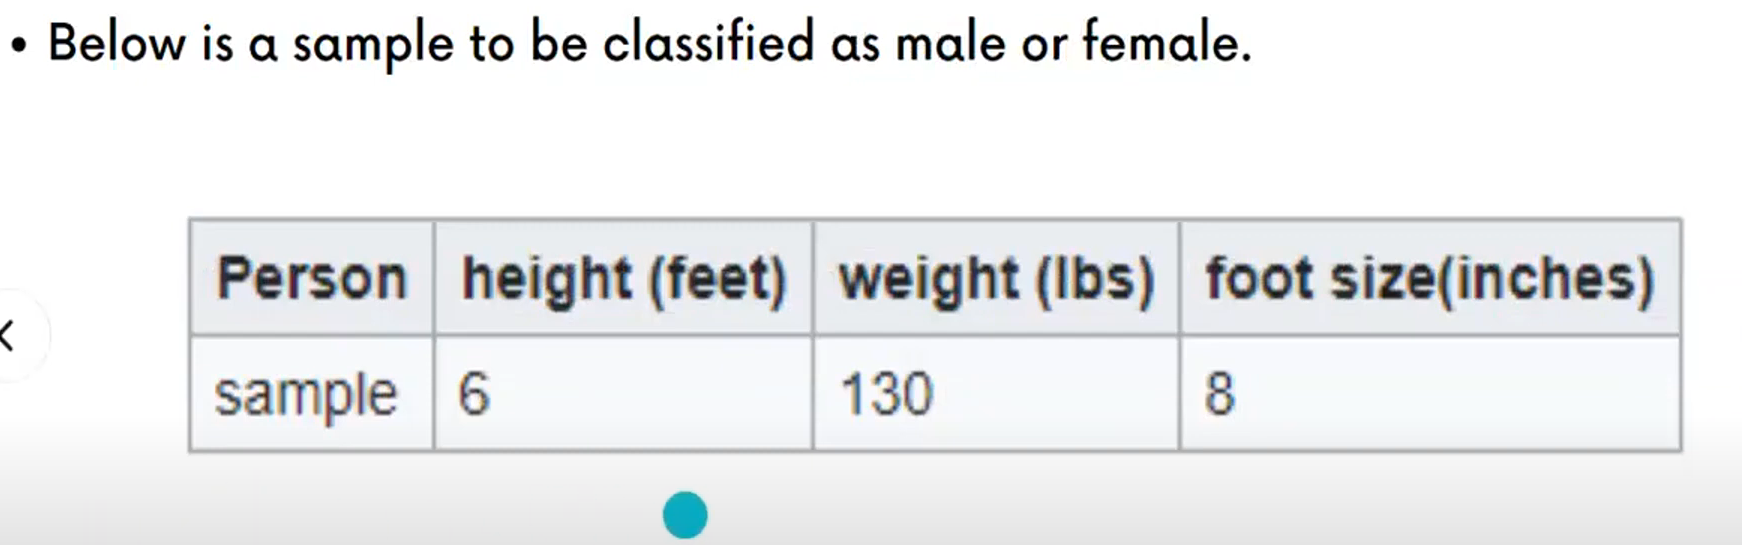 • Below is a sample to be classified as male or female.
Person height (feet) weight (lbs) foot size(inches)
sample 6 130 8